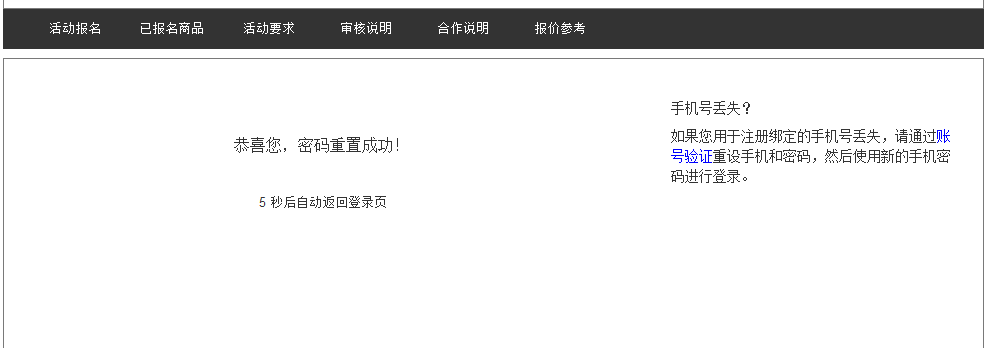 活动报名 已报名商品 活动要求 审核说明 合作说明 报价参考
恭喜您，密码重置成功！
5 秒后自动返回登录页
手机号丢失？
如果您用于注册绑定的手机号丢失，请通过账
号验证重设手机和密码，然后使用新的手机密
码进行登录。